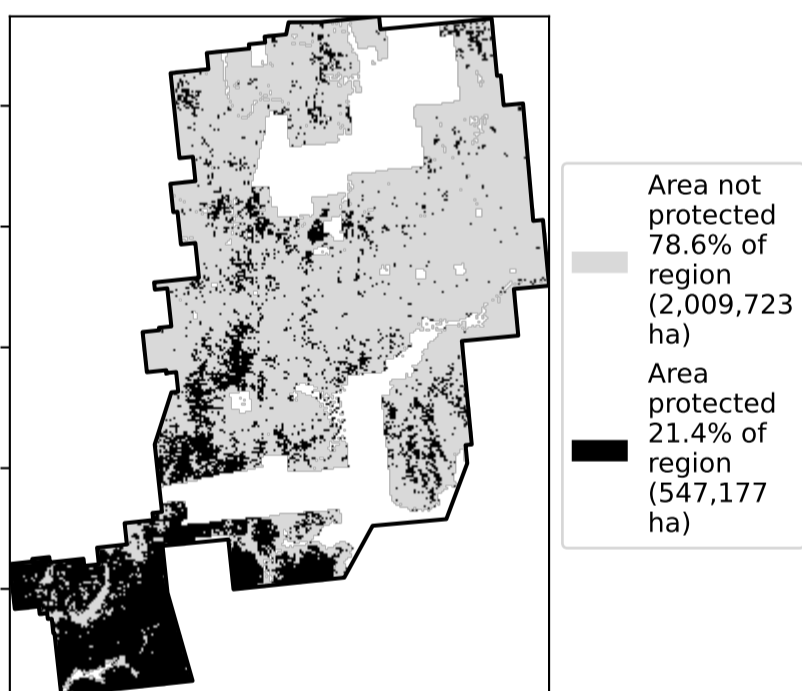 Area not
protected
78.6% of
region
(2,009,723
ha)
Area
protected
21.4% of
region
(547,177
ha)